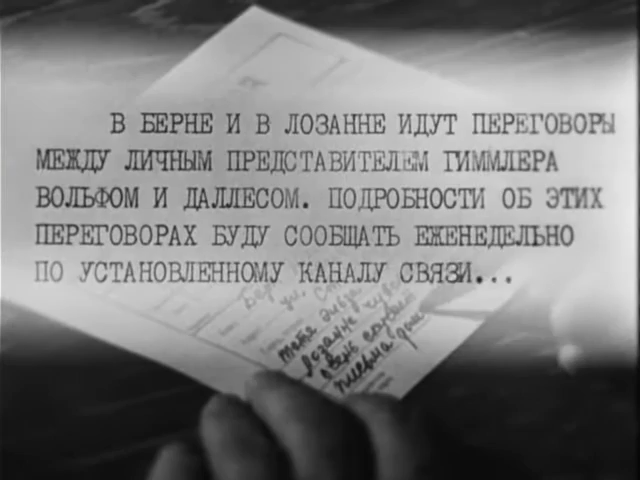 В БЕРНЕ И В ЛОЗАННЕ ИДУТ ПЕРЕГОВОРЫ
МЕЖДУ ЛИЧНЫМ ПРЕДСТАВИТЕЛЕМ ГИММЛЕРА
ВОЛЬФОМ И ДАЛЛЕСОМ. ПОДРОБНОСТИ ОБ ЭТИХ
ПЕРЕГОВОРАХ БУДУ СООБЩАТЬ ЕЖЕНЕДЕЛЬНО
ПО УСТАНОВЛЕННОМУ КАНАЛУ СВЯЗИ...
письма